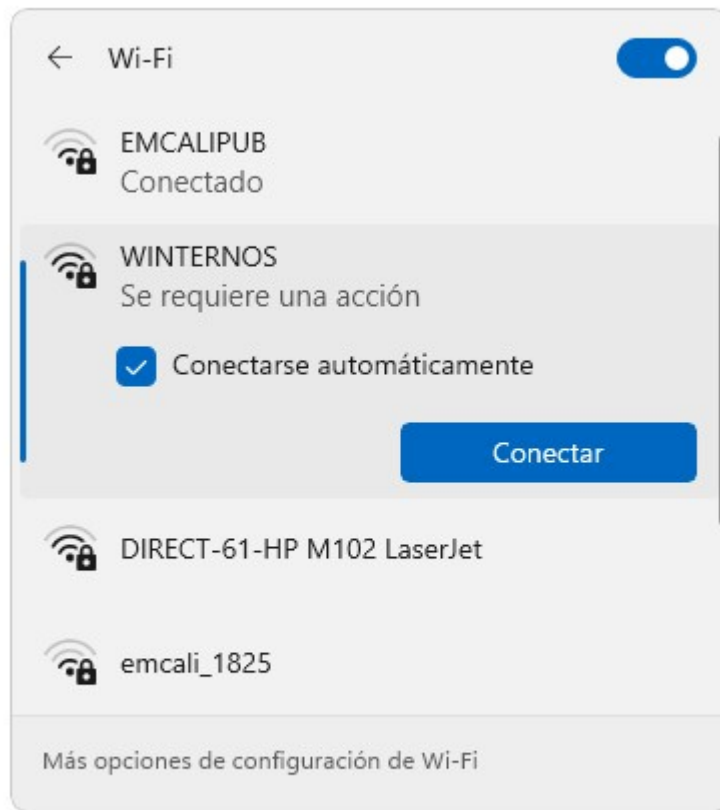 Wi-Fi
EMCALIPUB
Conectado
WINTERNOS
Se requiere una acción
Conectarse automáticamente
Conectar
DIRECT-61-HP M102 LaserJet
emcali_1825
Más opciones de configuración de Wi-Fi